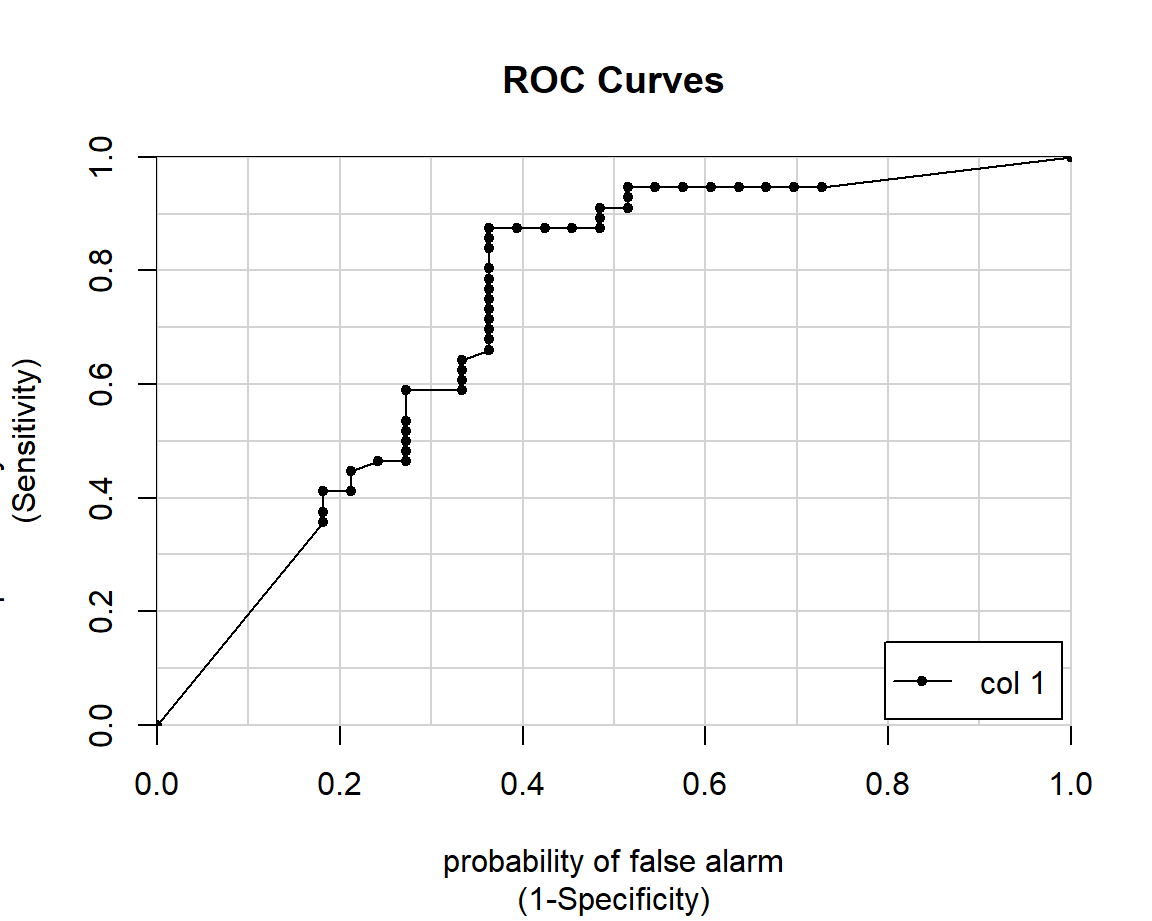 ROC Curves
(Sensitivity)
1.0
0.8
0.6
0.4
0.2
0.0
0.0 0.2 0.4 0.6 0.8 1.0
col 1
probability of false alarm
(1-Specificity)